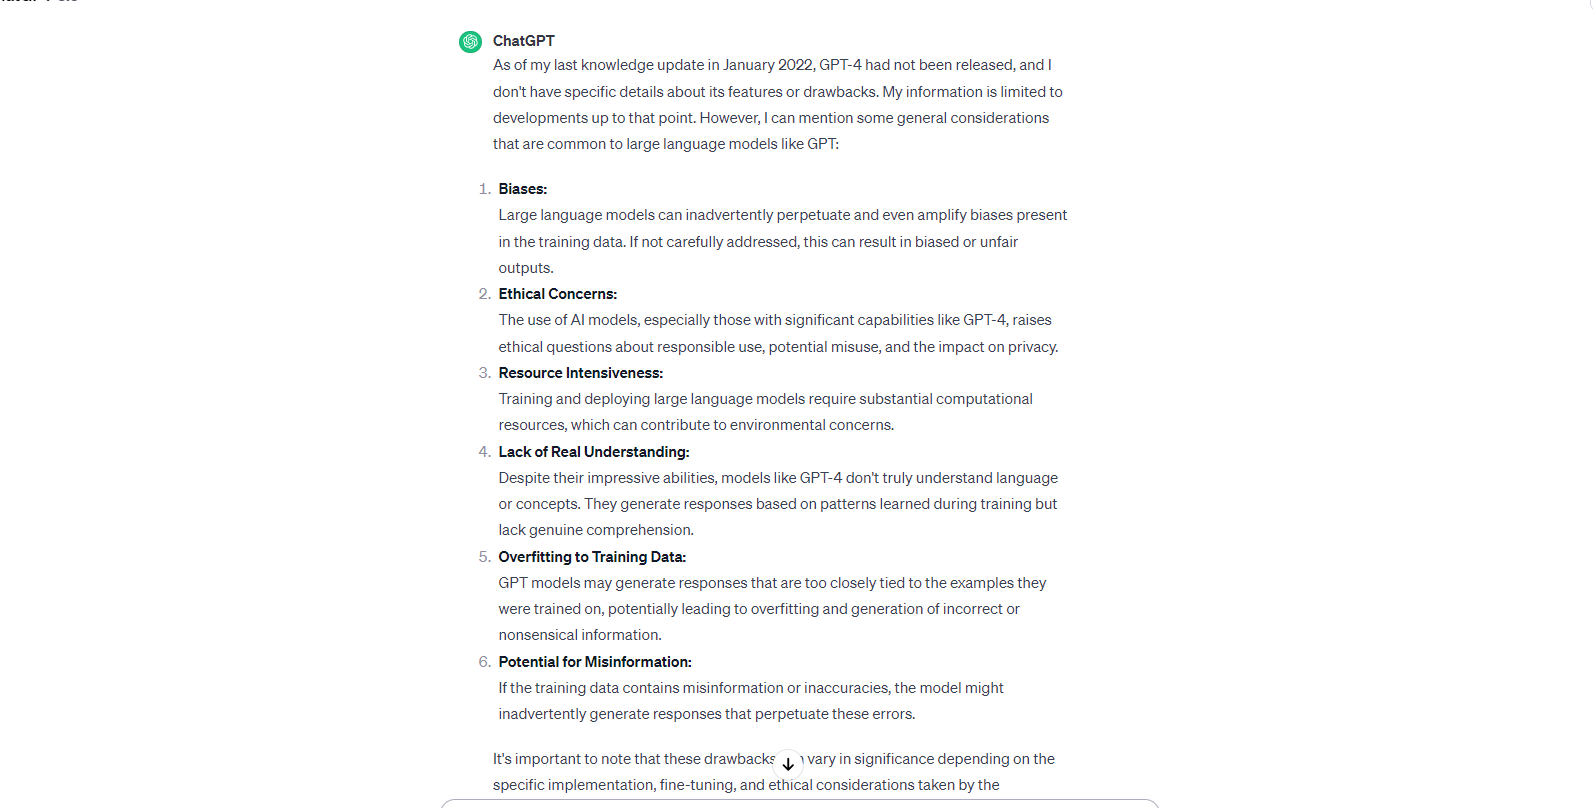 ChatGPT
As of my last knowledge update in January 2022, GPT-4 had not been released, and I
don't have specific details about its features or drawbacks. My information is limited to
developments up to that point. However, I can mention some general considerations
that are common to large language models like GPT:
1. Biases:
Large language models can inadvertently perpetuate and even amplify biases present
in the training data. If not carefully addressed, this can result in biased or unfair
outputs.
2. Ethical Concerns:
The use of AI models, especially those with significant capabilities like GPT-4, raises
ethical questions about responsible use, potential misuse, and the impact on privacy.
3. Resource Intensiveness:
Training and deploying large language models require substantial computational
resources, which can contribute to environmental concerns.
4. Lack of Real Understanding:
Despite their impressive abilities, models like GPT-4 don't truly understand language
or concepts. They generate responses based on patterns learned during training but
lack genuine comprehension.
5. Overfitting to Training Data:
GPT models may generate responses that are too closely tied to the examples they
were trained on, potentially leading to overfitting and generation of incorrect or
nonsensical information.
6. Potential for Misinformation:
If the training data contains misinformation or inaccuracies, the model might
inadvertently generate responses that perpetuate these errors.
It's important to note that these drawbacks vary in significance depending on the
specific implementation, fine-tuning, and ethical considerations taken by the